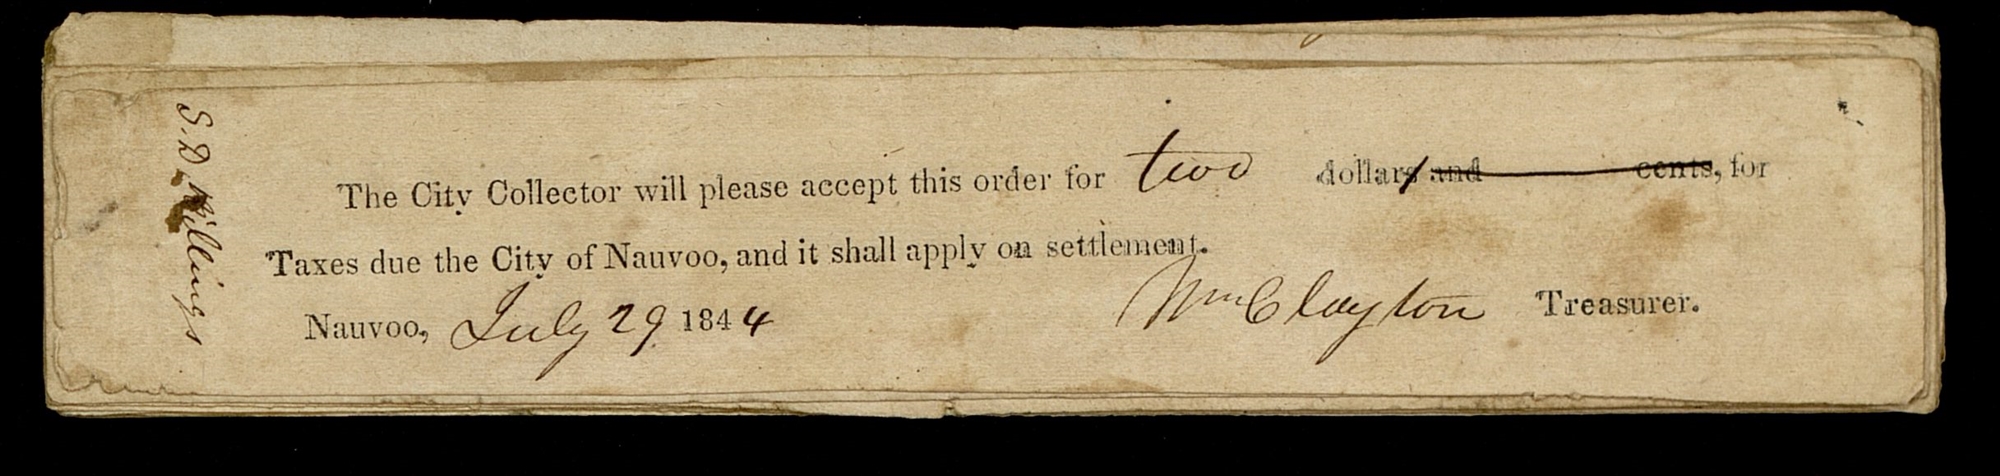 S. D. Billings
The City Collector will please accept this order for two dollars and cents, for
Taxes due the City of Nauvoo, and it shall apply on settlement.
Nauvoo, July 29 1844 Wm Clayton Treasurer.